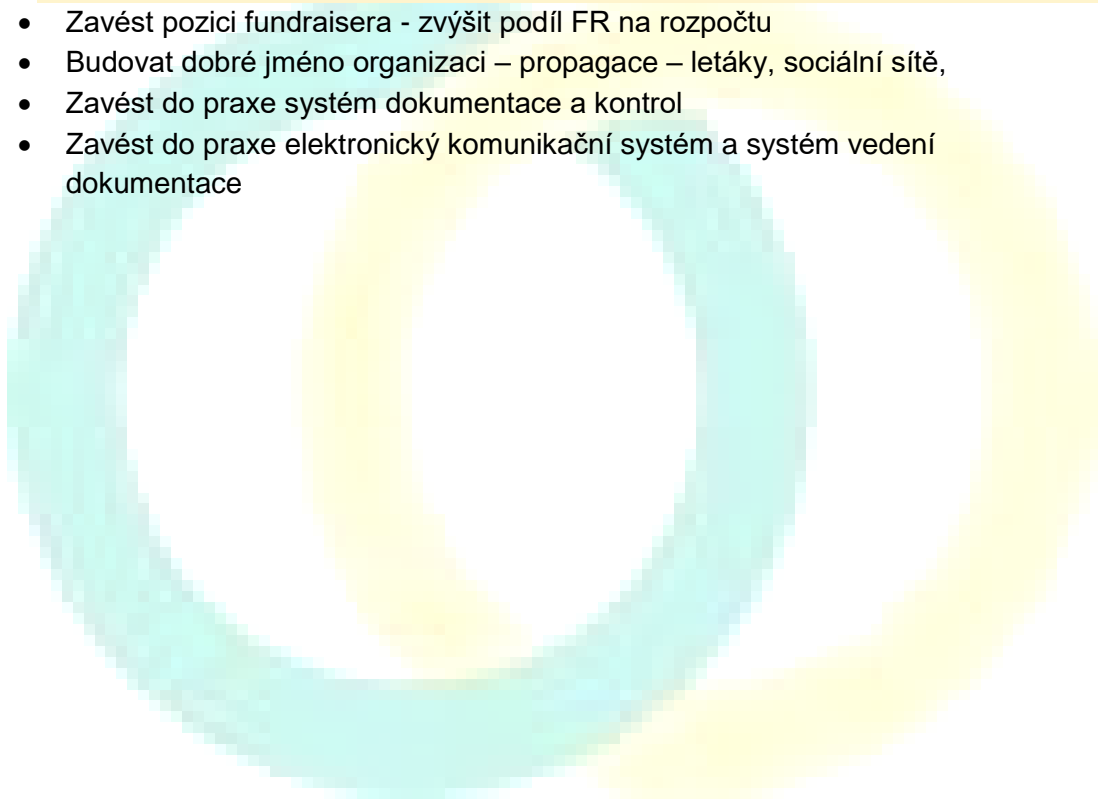 • Zavést pozici fundraisera - zvýšit podíl FR na rozpočtu
• Budovat dobré jméno organizaci – propagace – letáky, sociální sítě,
• Zavést do praxe systém dokumentace a kontrol
• Zavést do praxe elektronický komunikační systém a systém vedení
dokumentace